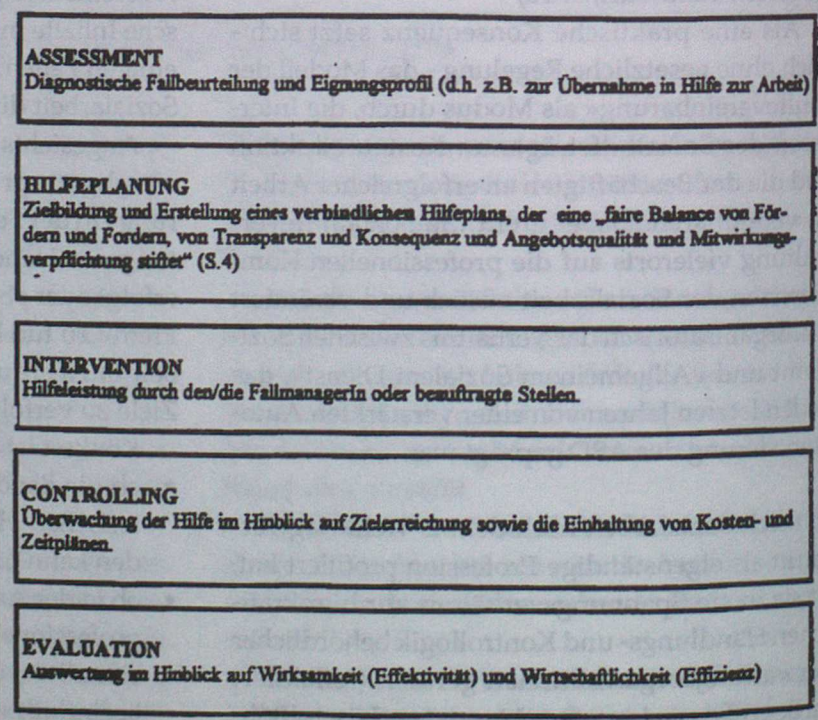 ASSESSMENT
Diagnostische Fallbeurteilung und Eignungsprofil (d.h. z.B. zur Übernahme in Hilfe zur Arbeit)
HILFEPLANUNG
Zielbildung und Erstellung eines verbindlichen Hilfeplans, der eine „faire Balance von För-
dern und Fordern, von Transparenz und Konsequenz und Angebotsqualität und Mitwirkungs-
verpflichtung stiftet“ (S.4)
INTERVENTION
Hilfeleistung durch den/die FallmanagerIn oder beauftragte Stellen.
CONTROLLING
Überwachung der Hilfe im Hinblick auf Zielerreichung sowie die Einhaltung von Kosten- und
Zeitplänen.
EVALUATION
Auswertung im Hinblick auf Wirksamkeit (Effektivität) und Wirtschaftlichkeit (Effizienz)